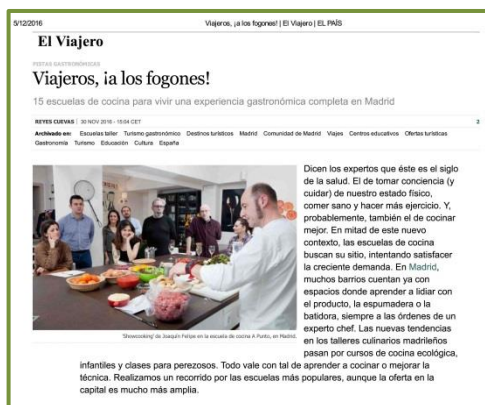 5/12/2016
Viajeros, ¡a los fogones! | El Viajero | EL PAÍS
El Viajero
PISTAS GASTRONÓMICAS
Viajeros, ¡a los fogones!
15 escuelas de cocina para vivir una experiencia gastronómica completa en Madrid
REYES CUEVAS | 30 NOV 2016 - 15:04 CET
Archivado en: Escuelas taller Turismo gastronómico Destinos turísticos Madrid Comunidad de Madrid Viajes Centros educativos Ofertas turísticas
Gastronomía Turismo Educación Cultura España
Dicen los expertos que éste es el siglo
de la salud. El de tomar conciencia (y
cuidar) de nuestro estado físico,
comer sano y hacer más ejercicio. Y,
probablemente, también el de cocinar
mejor. En mitad de este nuevo
contexto, las escuelas de cocina
buscan su sitio, intentando satisfacer
la creciente demanda. En Madrid,
muchos barrios cuentan ya con
espacios donde aprender a lidiar con
el producto, la espumadera o la
batidora, siempre a las órdenes de un
experto chef. Las nuevas tendencias
en los talleres culinarios madrileños
pasan por cursos de cocina ecológica,
'Showcooking' de Joaquín Felipe en la escuela de cocina A Punto, en Madrid.
infantiles y clases para perezosos. Todo vale con tal de aprender a cocinar o mejorar la
técnica. Realizamos un recorrido por las escuelas más populares, aunque la oferta en la
capital es mucho más amplia.